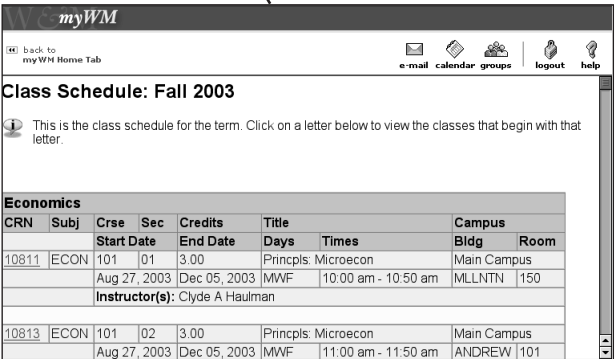 W & myWM
back to
myWM Home Tab
e-mail calendar groups logout help
Class Schedule: Fall 2003
This is the class schedule for the term. Click on a letter below to view the classes that begin with that
letter.
Economics
CRN Subj Crse Sec Credits Title Campus
Start Date End Date Days Times Bldg Room
10811 ECON 101 01 3.00 Princpls: Microecon Main Campus
Aug 27, 2003 Dec 05, 2003 MWF 10:00 am - 10:50 am MLLNTN 150
Instructor(s): Clyde A Haulman
10813 ECON 101 02 3.00 Princpls: Microecon Main Campus
Aug 27, 2003 Dec 05, 2003 MWF 11:00 am - 11:50 am ANDREW 101